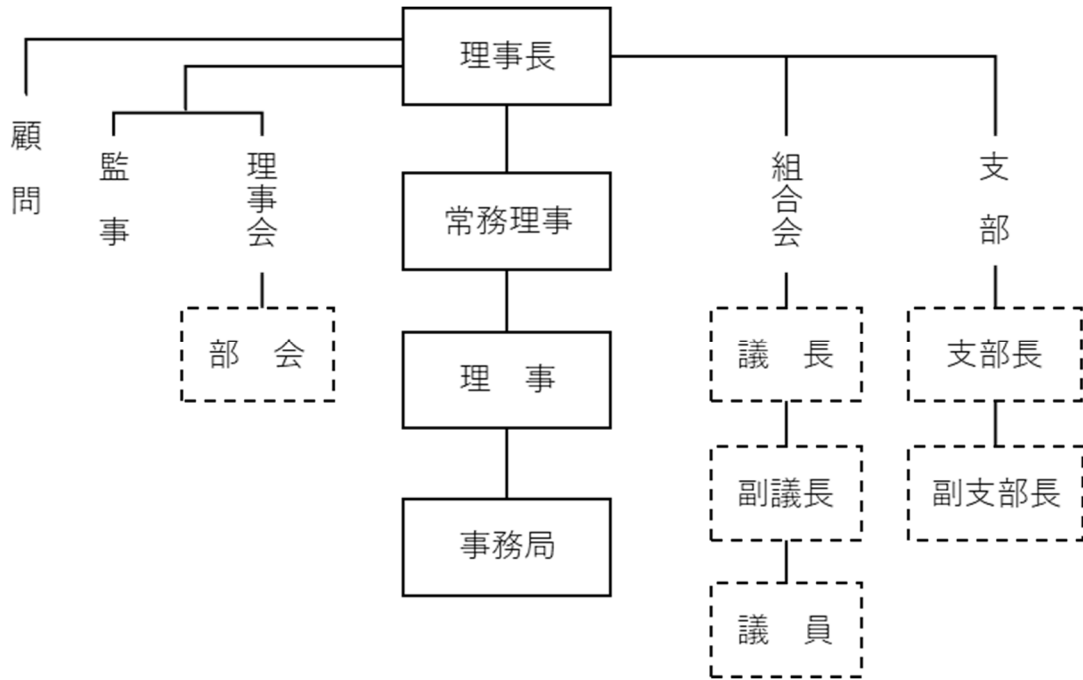 理事長
顧問
監事
理事会
組合会
支部
常務理事
部　会
理　事
議　長
支部長
副議長
副支部長
事務局
議　員